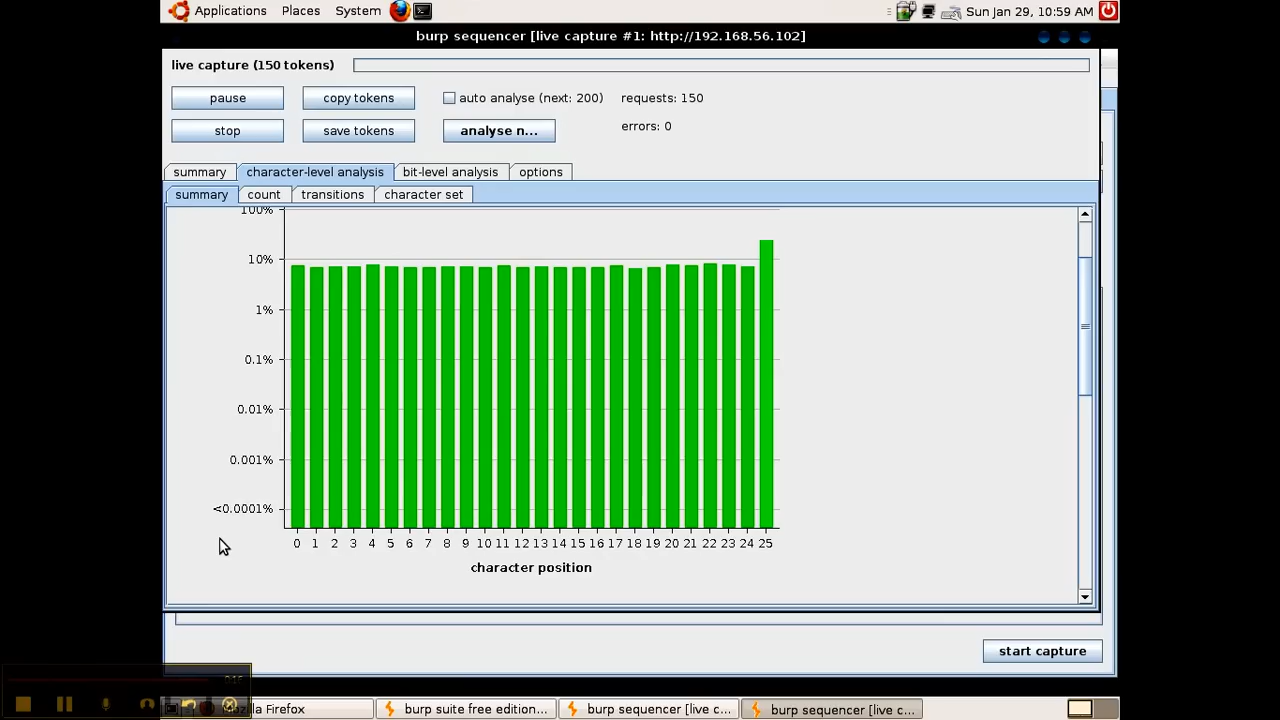 Applications Places System Sun Jan 29, 10:59 AM
burp sequencer [live capture #1: http://192.168.56.102]
live capture (150 tokens)
pause copy tokens auto analyse (next: 200) requests: 150
stop save tokens analyse n... errors: 0
summary character-level analysis bit-level analysis options
summary count transitions character set
100%
10%
1%
0.1%
0.01%
0.001%
<0.0001%
0 1 2 3 4 5 6 7 8 9 10 11 12 13 14 15 16 17 18 19 20 21 22 23 24 25
character position
start capture
Firefox burp suite free edition... burp sequencer [live c... burp sequencer [live c...